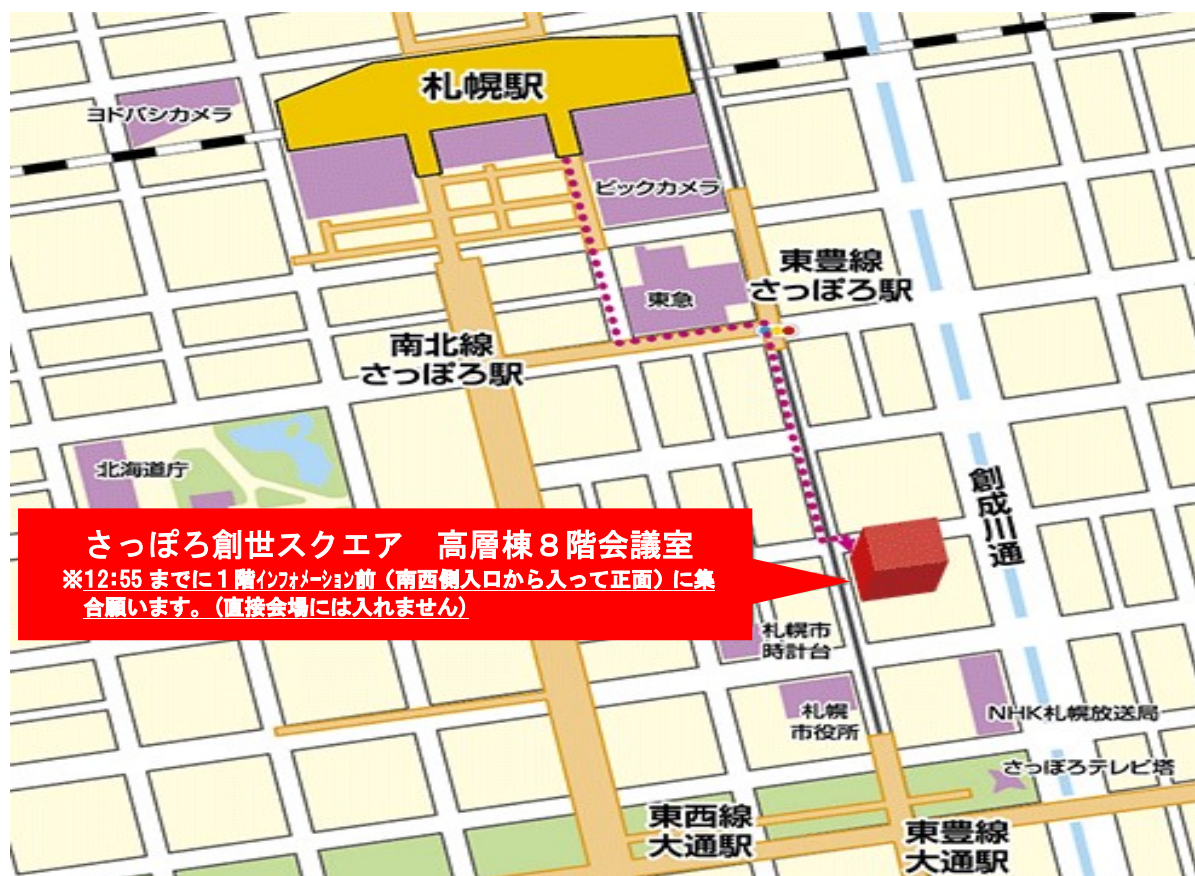 札幌駅
ヨドバシカメラ
ビックカメラ
東豊線
さっぽろ駅
東急
南北線
さっぽろ駅
北海道庁
創成川通
さっぽろ創世スクエア　高層棟８階会議室
※12:55 までに１階ｲﾝﾌｫﾒｰｼｮﾝ前（南西側入口から入って正面）に集
合願います。（直接会場には入れません）
札幌市
時計台
札幌
市役所
NHK札幌放送局
さっぽろテレビ塔
東西線
大通駅
東豊線
大通駅